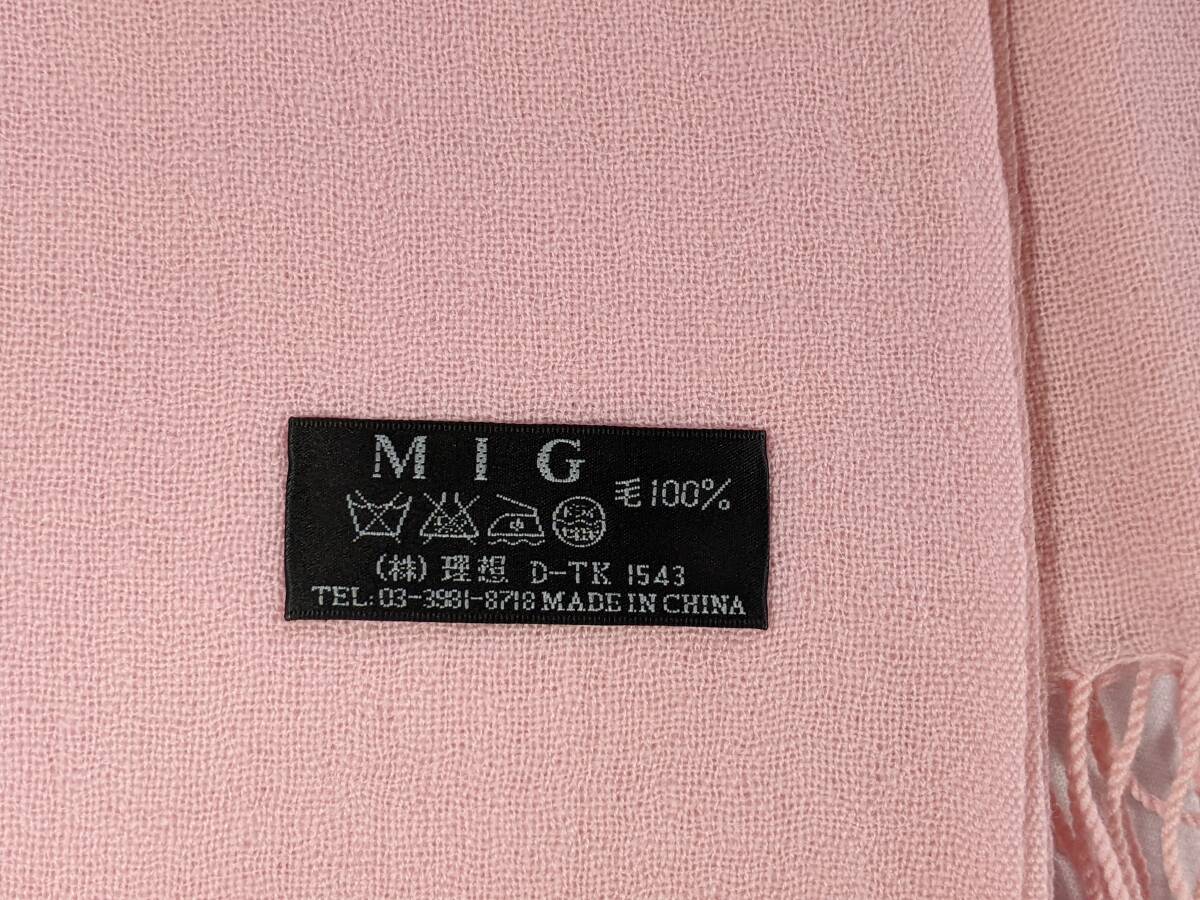 M I G
毛100%
(株) 理想 D-TK 1543
TEL:03-3981-8718 MADE IN CHINA